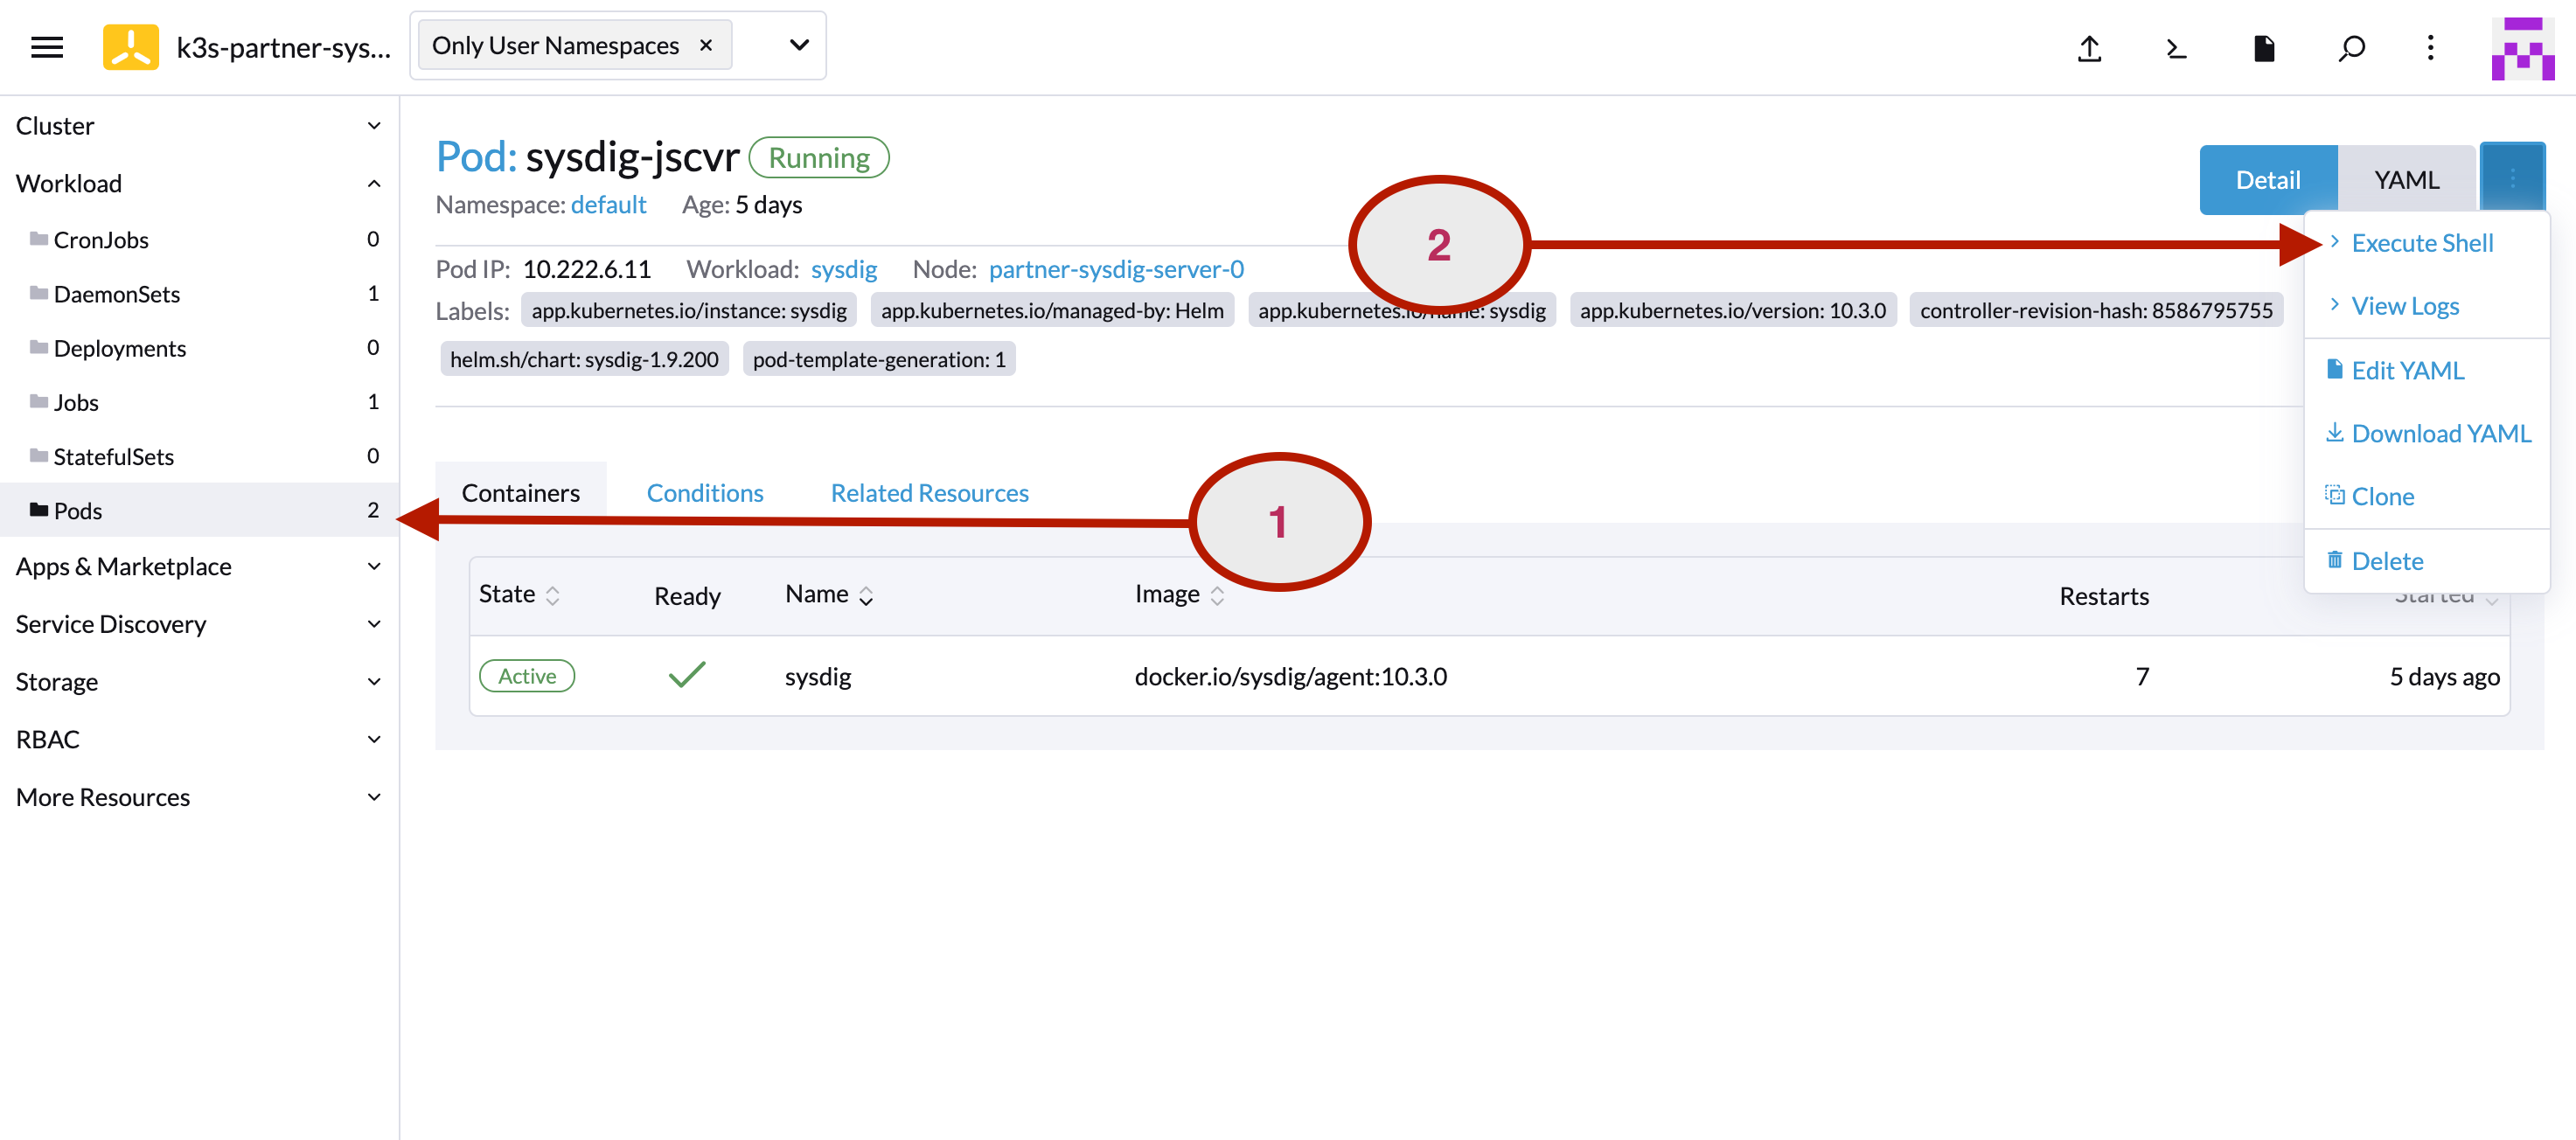 k3s-partner-sys...
Only User Namespaces ×
Cluster
Workload
CronJobs 0
DaemonSets 1
Deployments 0
Jobs 1
StatefulSets 0
Pods 2
Apps & Marketplace
Service Discovery
Storage
RBAC
More Resources
Pod: sysdig-jscvr Running
Namespace: default Age: 5 days
Detail YAML
Pod IP: 10.222.6.11 Workload: sysdig Node: partner-sysdig-server-0
Labels: app.kubernetes.io/instance: sysdig app.kubernetes.io/managed-by: Helm app.kubernetes.io/name: sysdig app.kubernetes.io/version: 10.3.0 controller-revision-hash: 8586795755
helm.sh/chart: sysdig-1.9.200 pod-template-generation: 1
2
Execute Shell
View Logs
Edit YAML
Download YAML
Clone
Delete
Containers Conditions Related Resources
1
State Ready Name Image Restarts Started
Active sysdig docker.io/sysdig/agent:10.3.0 7 5 days ago